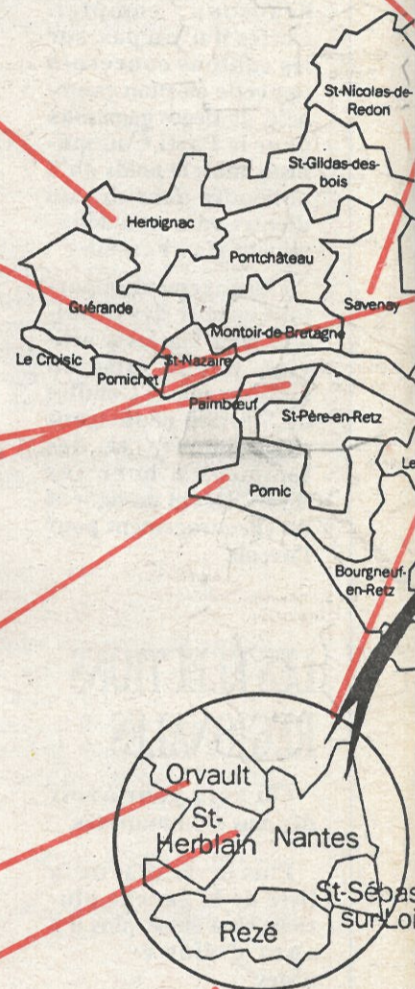 St-Nicolas-de-
Redon
St-Gildas-des-
bois
Herbignac
Pontchâteau
Guérande
Savenay
Montoir-de-Bretagne
St-Nazaire
Le Croisic
Pornichet
Paimbœuf
St-Père-en-Retz
Le
Pornic
Bourgneuf-
en-Retz
Orvault
St-
Herblain
Nantes
St-Sébas
sur-Loi
Rezé